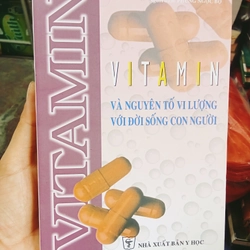 VITAMIN
VITAMIN
VÀ NGUYÊN TỐ VI LƯỢNG
VỚI ĐỜI SỐNG CON NGƯỜI
NHÀ XUẤT BẢN Y HỌC